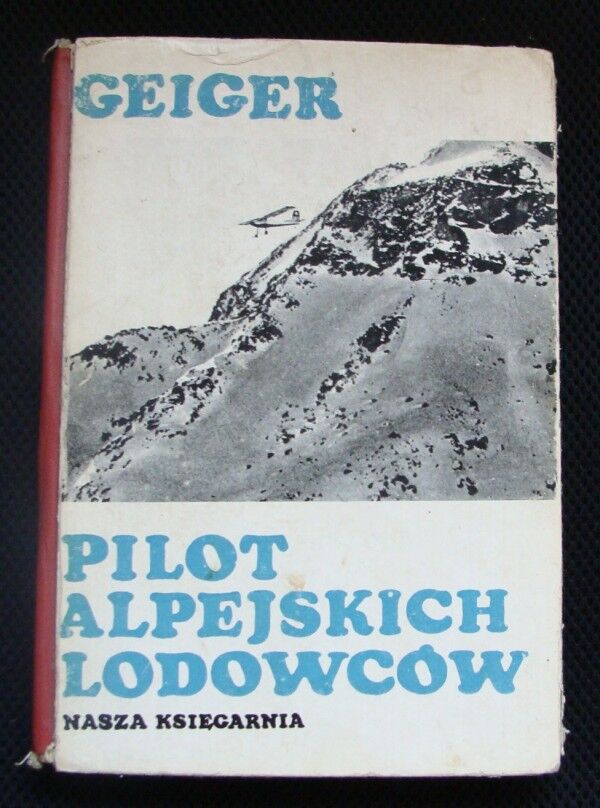 GEIGER
PILOT
ALPEJSKICH
LODOWCÓW
NASZA KSIĘGARNIA